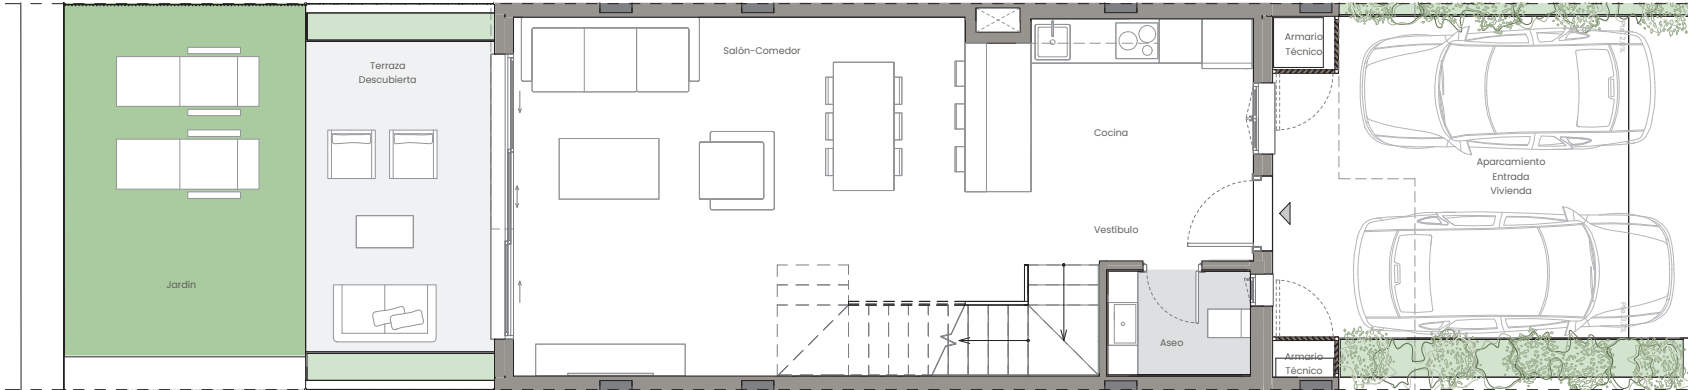 Jardín
Terraza
Descubierta
Salón-Comedor
Cocina
Vestíbulo
Aseo
Armario
Técnico
Aparcamiento
Entrada
Vivienda
Armario
Técnico